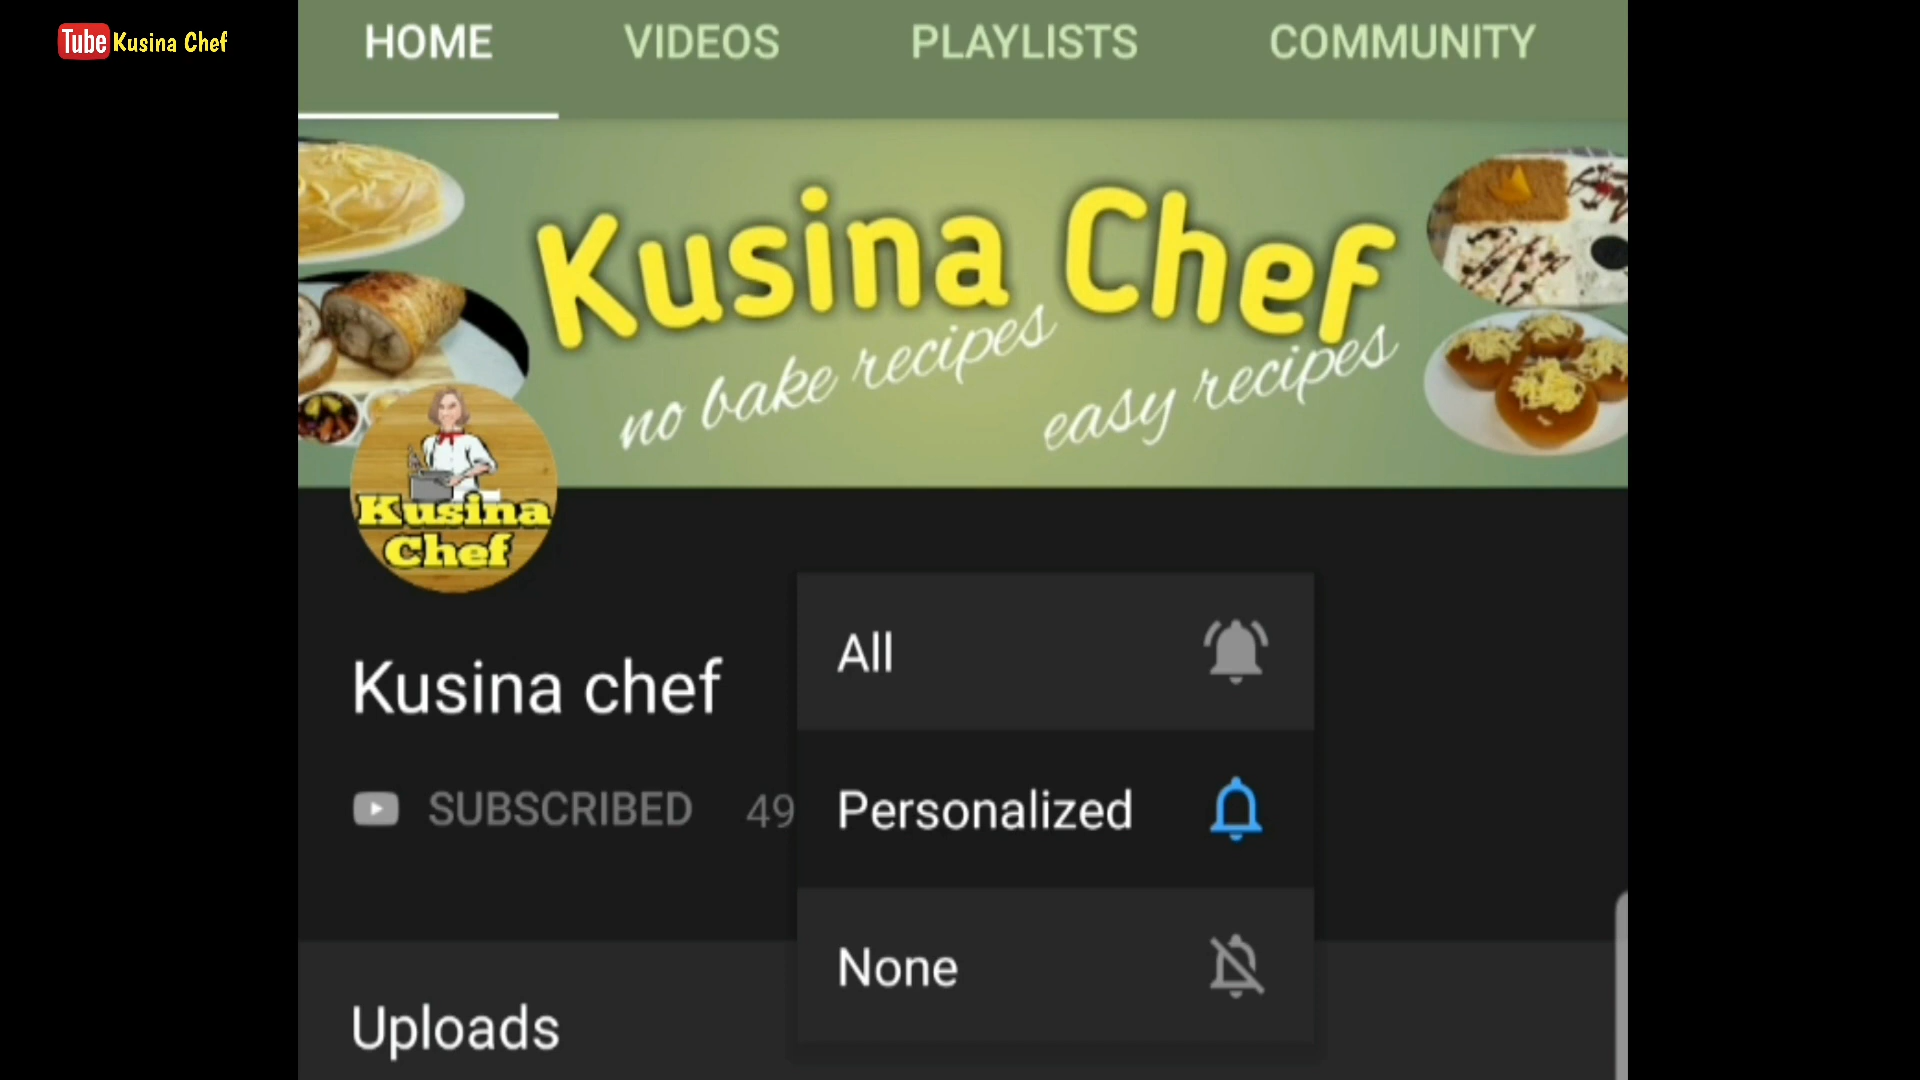 Tube Kusina Chef
HOME VIDEOS PLAYLISTS COMMUNITY
Kusina Chef
no bake recipes
easy recipes
Kusina
Chef
Kusina chef
SUBSCRIBED 49
All
Personalized
None
Uploads